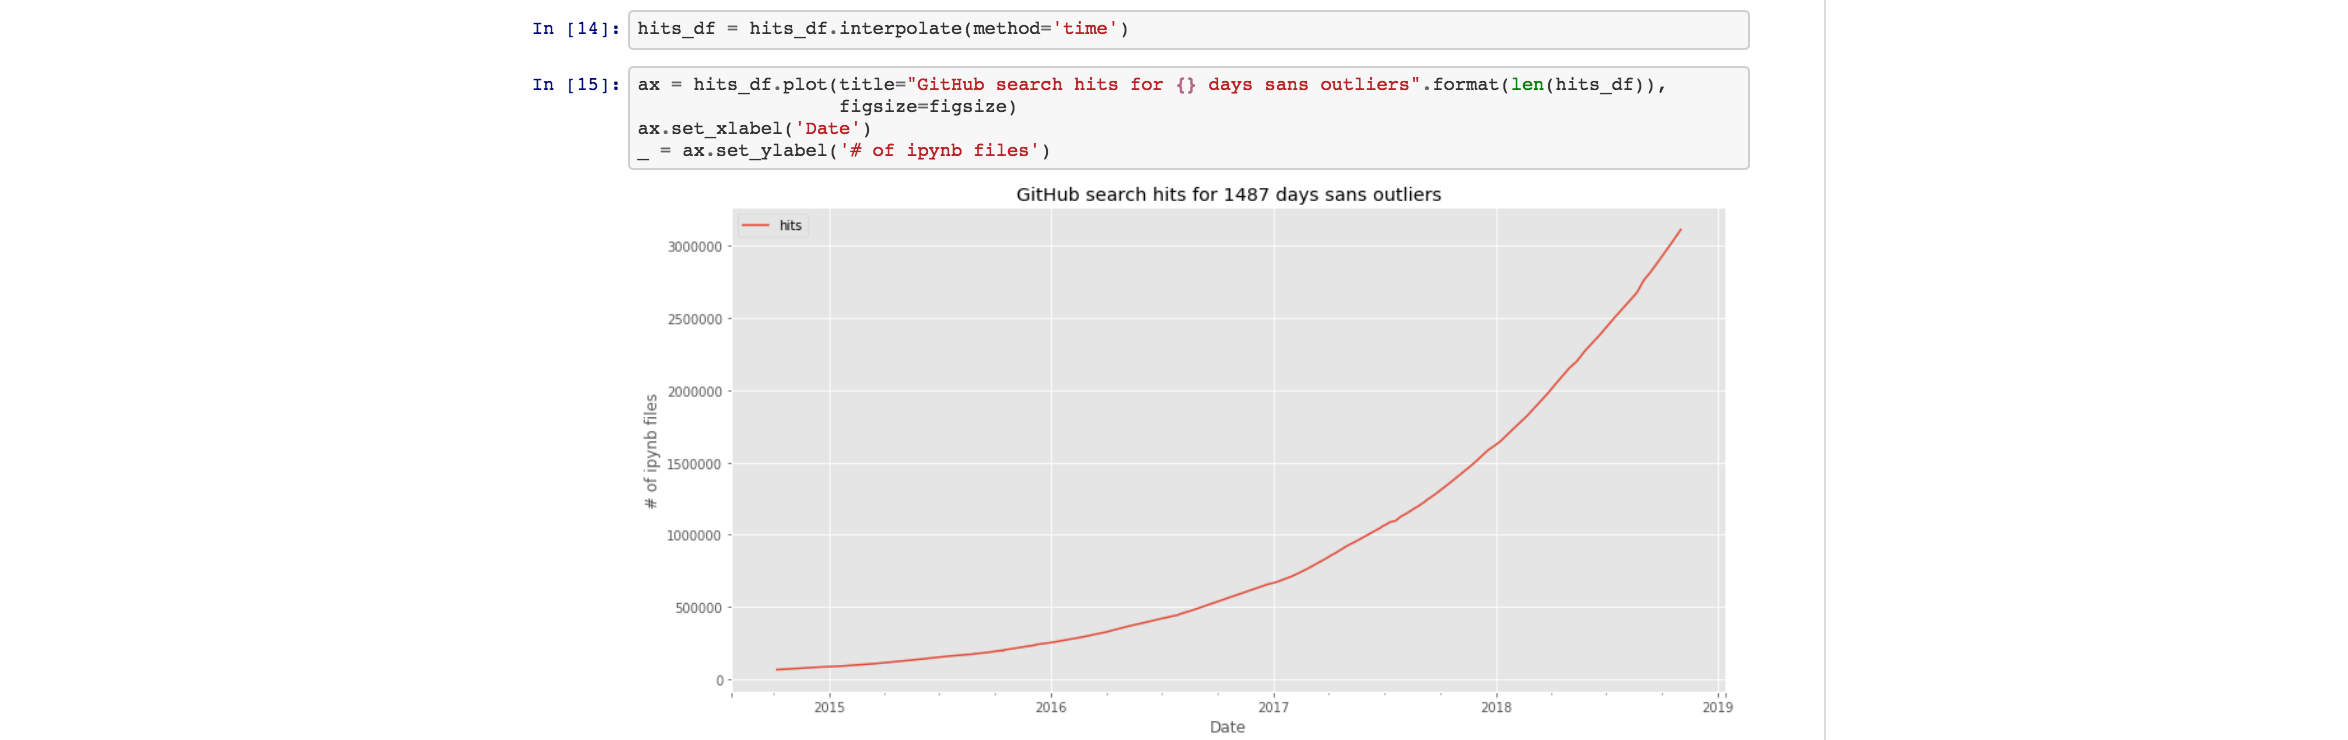 In [14]: hits_df = hits_df.interpolate(method='time')
In [15]: ax = hits_df.plot(title="GitHub search hits for {} days sans outliers".format(len(hits_df)),
figsize=figsize)
ax.set_xlabel('Date')
_ = ax.set_ylabel('# of ipynb files')
GitHub search hits for 1487 days sans outliers
hits
3000000
2500000
2000000
1500000
1000000
500000
0
# of ipynb files
2015 2016 2017 2018 2019
Date